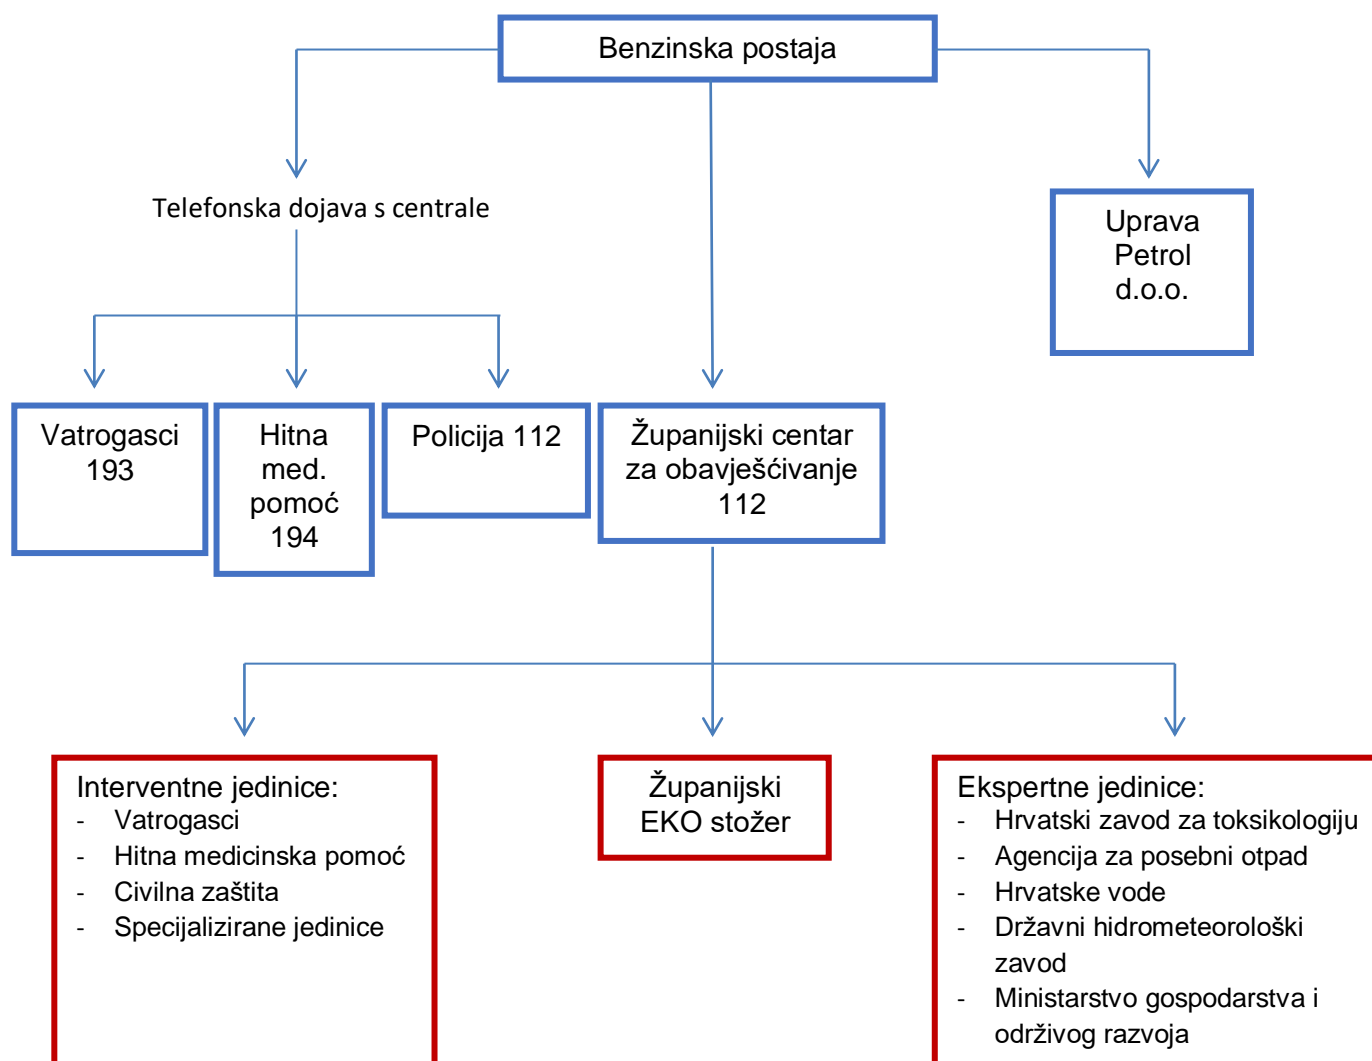 Benzinska postaja
Telefonska dojava s centrale
Uprava
Petrol
d.o.o.
Vatrogasci
193
Hitna
med.
pomoć
194
Policija 112
Županijski centar
za obavješćivanje
112
Interventne jedinice:
- Vatrogasci
- Hitna medicinska pomoć
- Civilna zaštita
- Specijalizirane jedinice
Županijski
EKO stožer
Ekspertne jedinice:
- Hrvatski zavod za toksikologiju
- Agencija za posebni otpad
- Hrvatske vode
- Državni hidrometeorološki
zavod
- Ministarstvo gospodarstva i
održivog razvoja